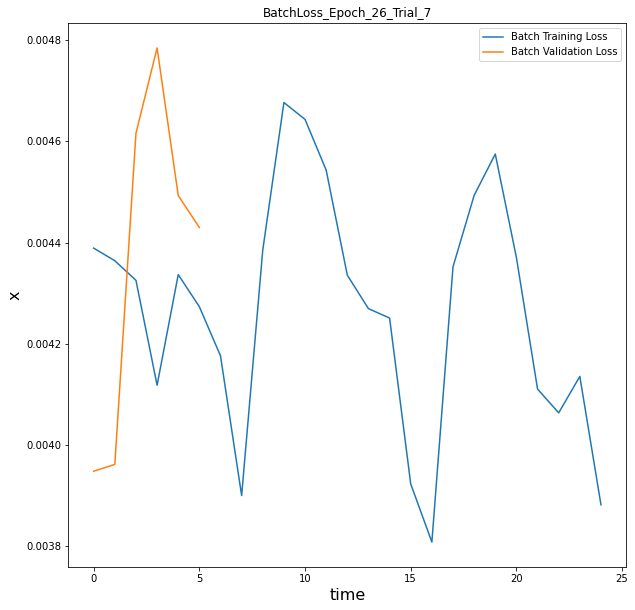 BatchLoss_Epoch_26_Trial_7
Batch Training Loss
Batch Validation Loss
0.0048
0.0046
0.0044
0.0042
0.0040
0.0038
x
0
5
10
15
20
25
time